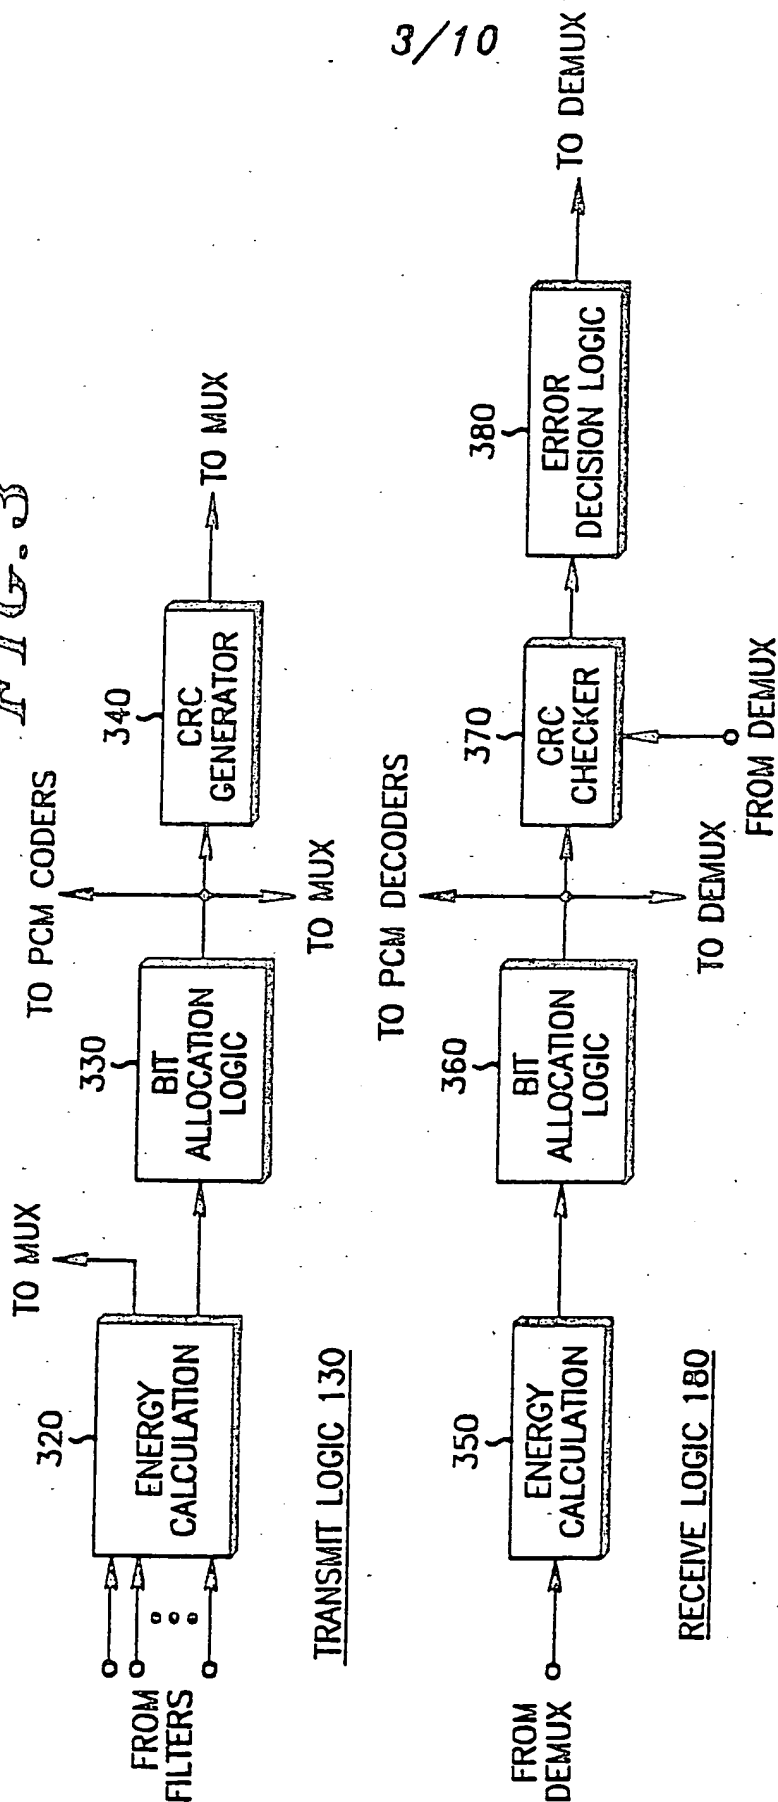 3/10
FIG. 3
FROM
FILTERS
320
ENERGY
CALCULATION
TO MUX
330
BIT
ALLOCATION
LOGIC
TO PCM CODERS
TO MUX
340
CRC
GENERATOR
TO MUX
TRANSMIT LOGIC 130
FROM
DEMUX
350
ENERGY
CALCULATION
360
BIT
ALLOCATION
LOGIC
TO PCM DECODERS
TO DEMUX
370
CRC
CHECKER
FROM DEMUX
380
ERROR
DECISION LOGIC
TO DEMUX
RECEIVE LOGIC 180